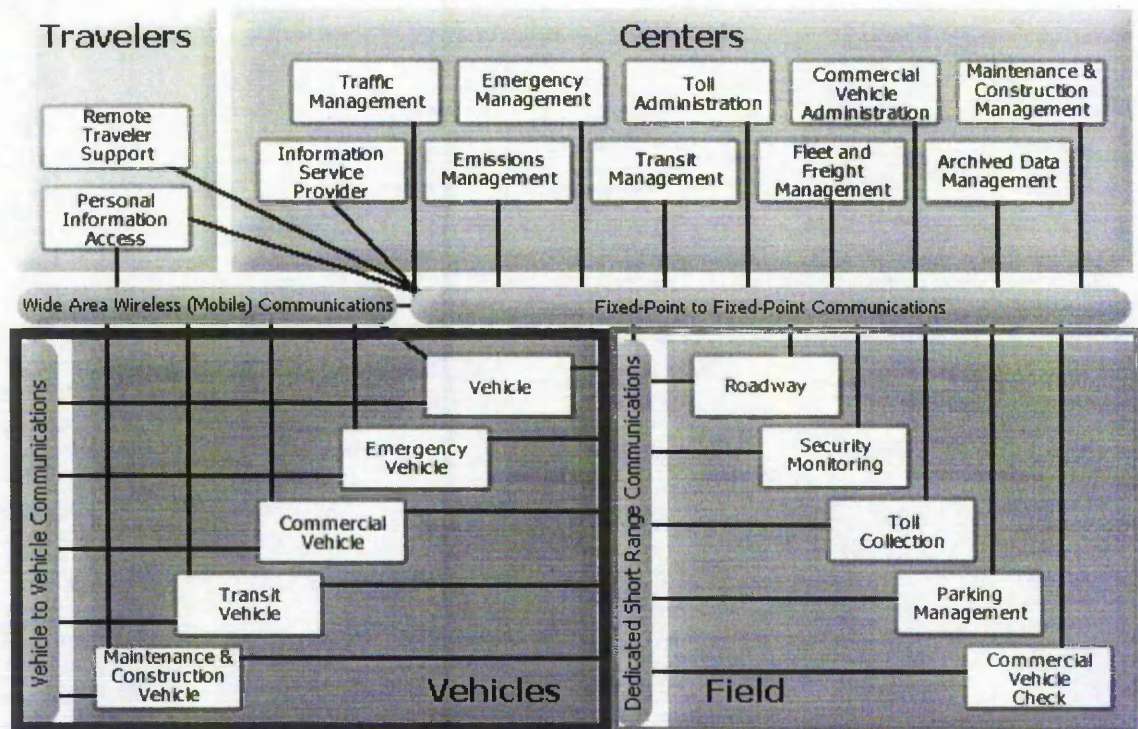 Travelers
Remote
Traveler
Support
Personal
Information
Access
Centers
Traffic
Management
Emergency
Management
Toll
Administration
Commercial
Vehicle
Administration
Maintenance &
Construction
Management
Information
Service
Provider
Emissions
Management
Transit
Management
Fleet and
Freight
Management
Archived Data
Management
Wide Area Wireless (Mobile) Communications
Fixed-Point to Fixed-Point Communications
Vehicle to Vehicle Communications
Vehicle
Emergency
Vehicle
Commercial
Vehicle
Transit
Vehicle
Maintenance &
Construction
Vehicle
Vehicles
Dedicated Short Range Communications
Roadway
Security
Monitoring
Toll
Collection
Parking
Management
Commercial
Vehicle
Check
Field